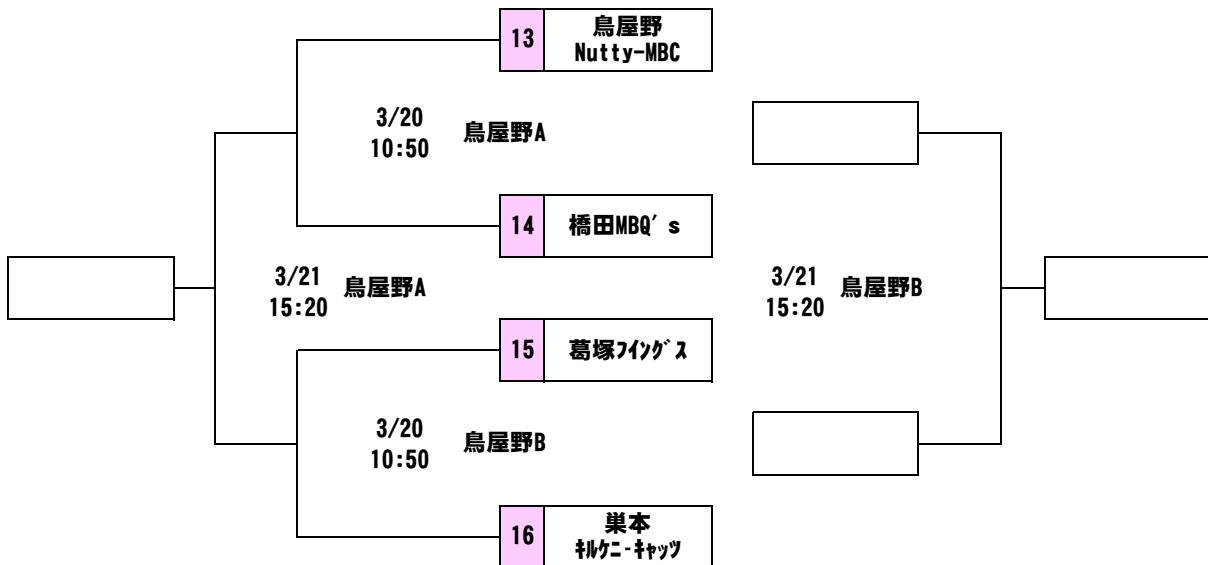 13
鳥屋野
Nutty-MBC
3/20
10:50
鳥屋野A
14
橋田MBQ's
3/21
15:20
鳥屋野A
3/21
15:20
鳥屋野B
15
葛塚ﾌｲﾝｸﾞｽ
3/20
10:50
鳥屋野B
16
巣本
ｷﾙｹﾆｰｷｬｯﾂ